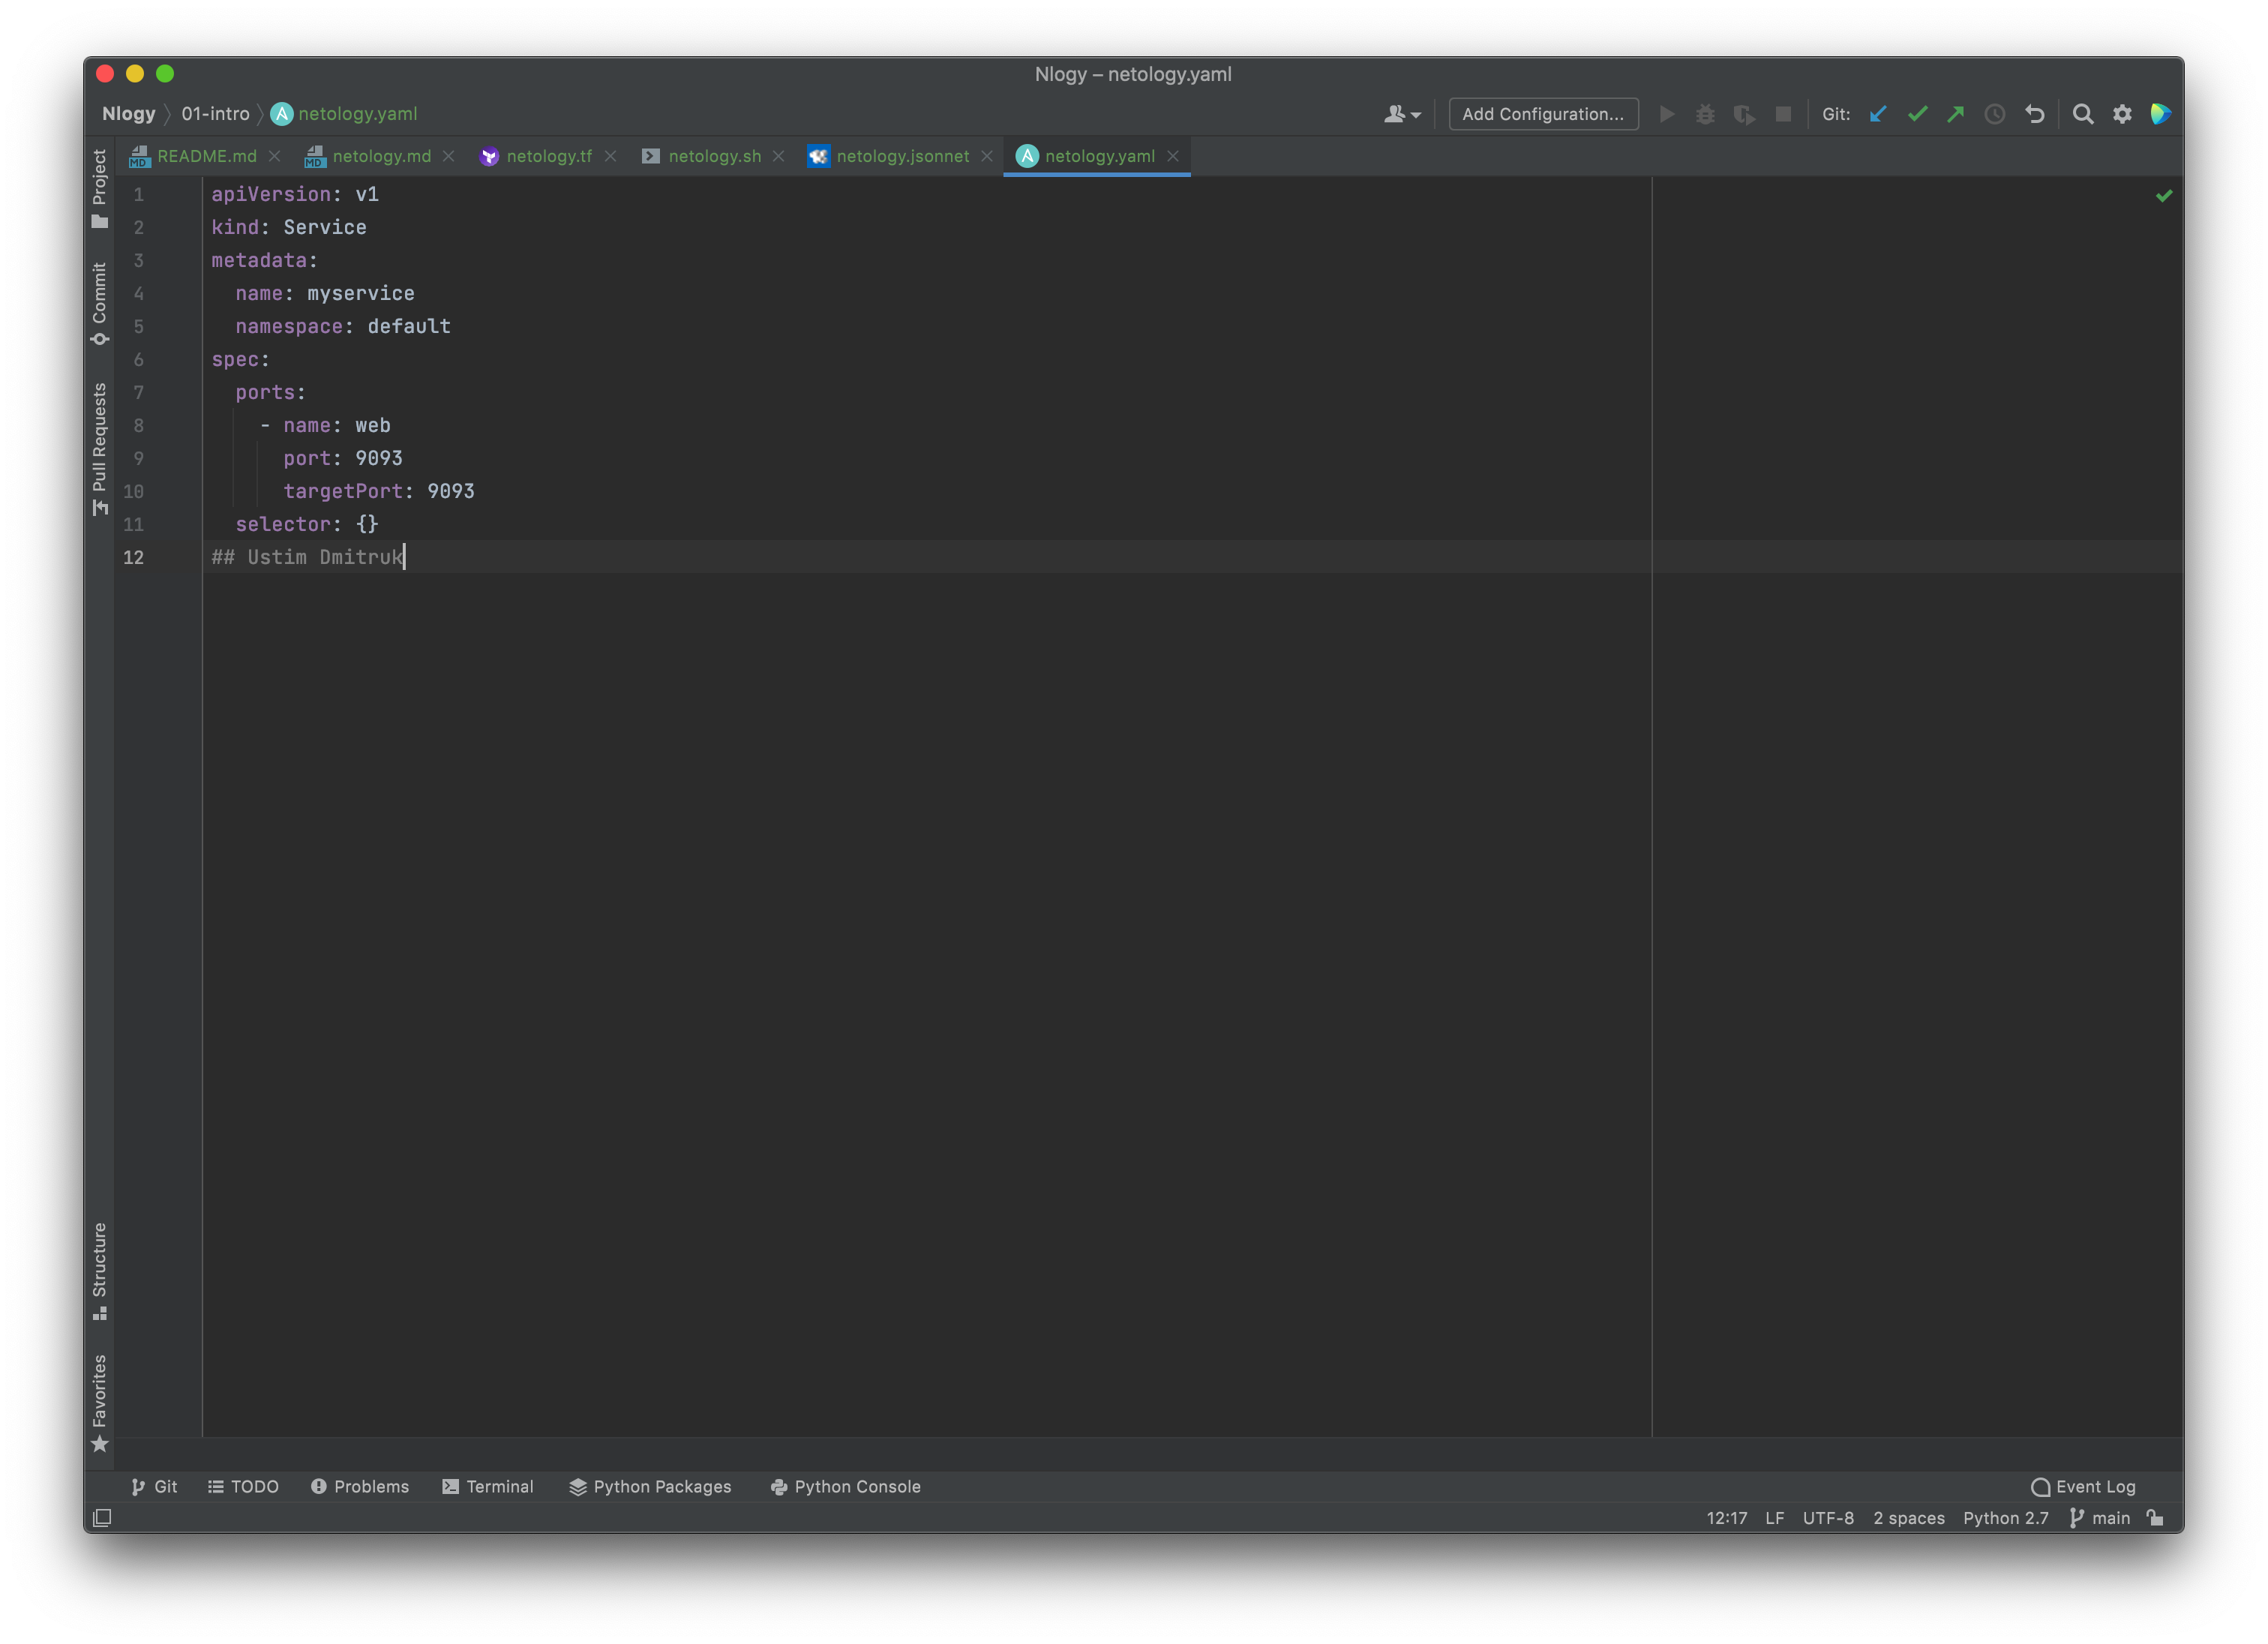 Nlogy – netology.yaml
Nlogy 01-intro netology.yaml Add Configuration... Git:
README.md netology.md netology.tf netology.sh netology.jsonnet netology.yaml
Project
Commit
Pull Requests
1 apiVersion: v1
2 kind: Service
3 metadata:
4   name: myservice
5   namespace: default
6 spec:
7   ports:
8     - name: web
9       port: 9093
10       targetPort: 9093
11   selector: {}
12 ## Ustim Dmitruk
Structure
Favorites
Git TODO Problems Terminal Python Packages Python Console Event Log
12:17 LF UTF-8 2 spaces Python 2.7 main